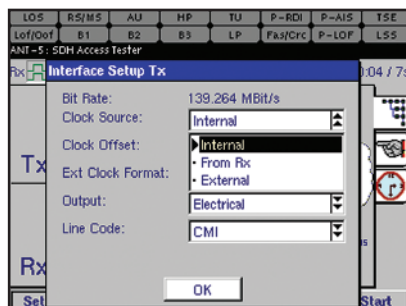 LOS RS/MS AU HP TU P-RDI P-AIS TSE
Lof/Oof B1 B2 B3 LP Fas/Crc P-LOF LSS
ANT-5: SDH Access Tester
Rx
Interface Setup Tx
:04 / 7s
Bit Rate: 139.264 MBit/s
Clock Source: Internal
Clock Offset: Internal
• From Rx
Ext Clock Format: • External
Tx
Output: Electrical
Line Code: CMI
Rx
OK
Set
Start